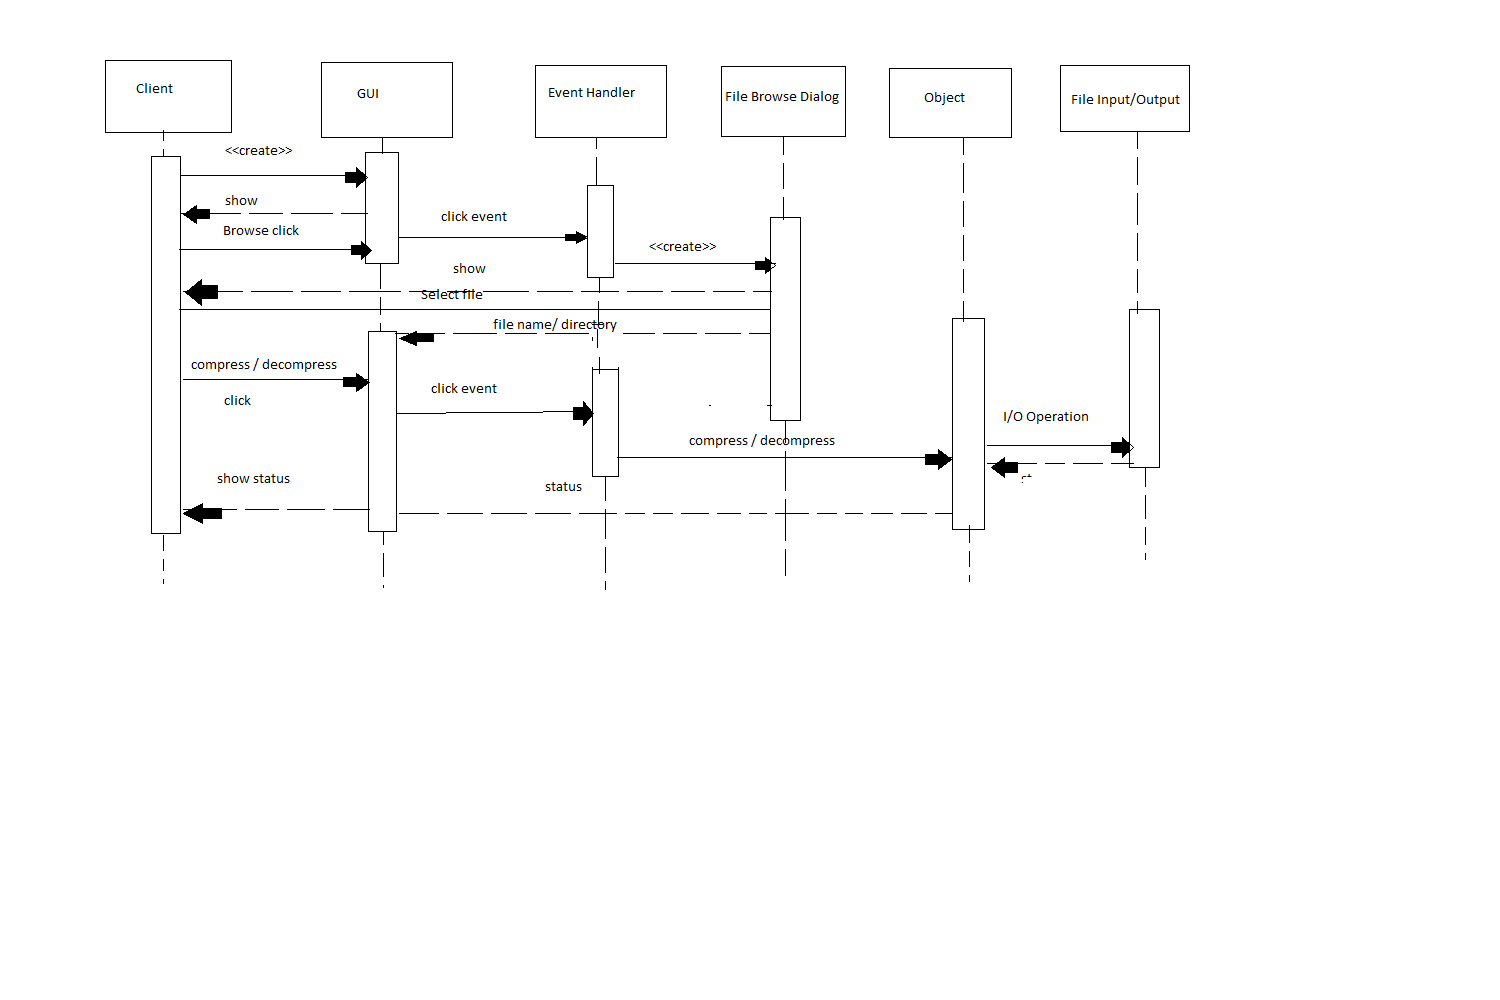 Client
GUI
Event Handler
File Browse Dialog
Object
File Input/Output
<<create>>
show
Browse click
click event
<<create>>
show
Select file
file name/ directory
compress / decompress
click
click event
compress / decompress
I/O Operation
show status
status